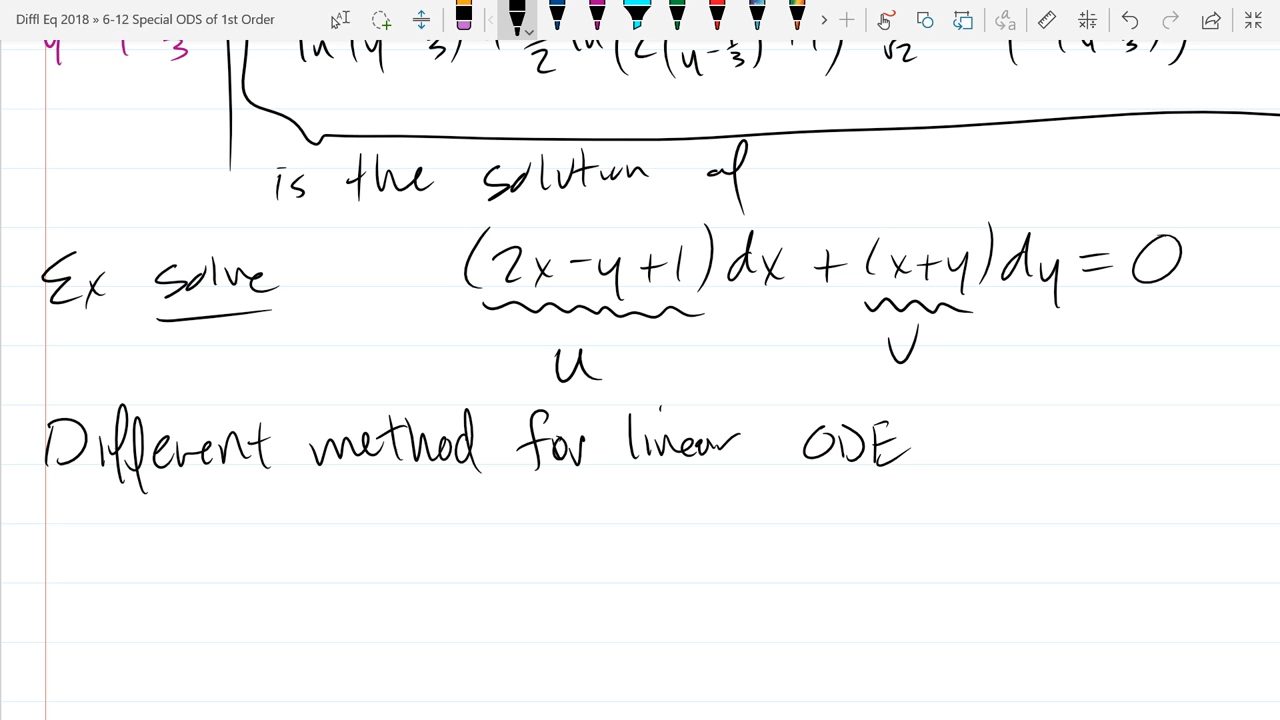 Diffl Eq 2018 » 6-12 Special ODS of 1st Order
is the solution of
Ex solve (2x-y+1)dx + (x+y)dy = 0
u v
Different method for linear ODE